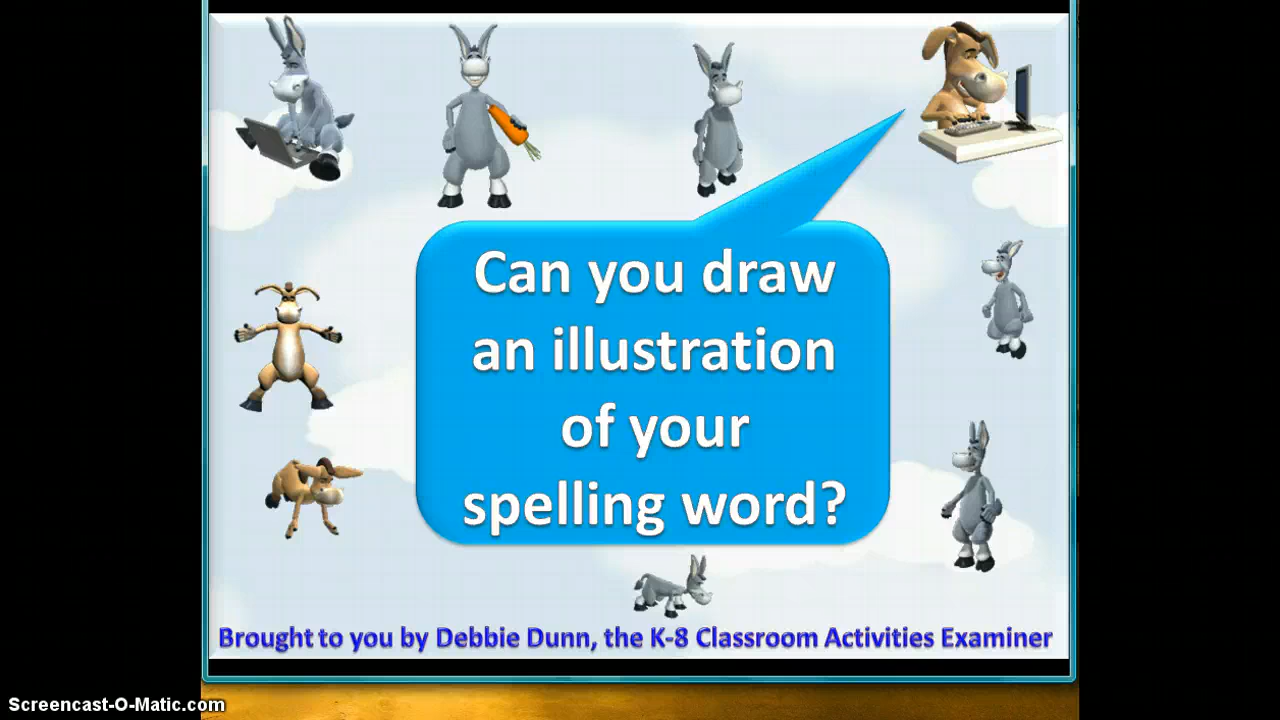 Can you draw
an illustration
of your
spelling word?
Brought to you by Debbie Dunn, the K-8 Classroom Activities Examiner
Screencast-O-Matic.com